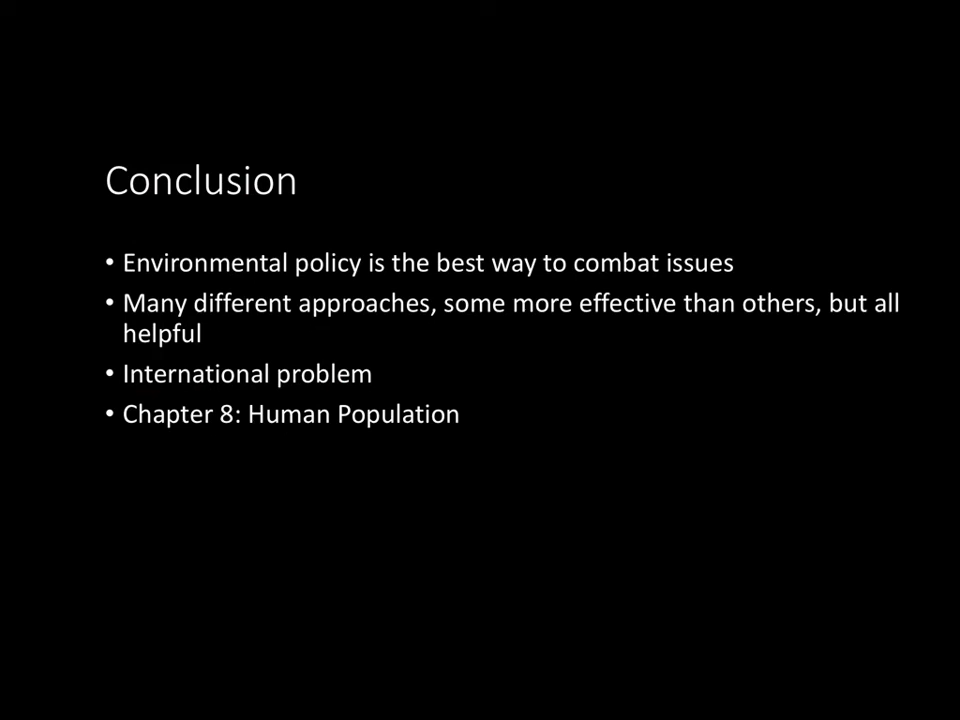 Conclusion
• Environmental policy is the best way to combat issues
• Many different approaches, some more effective than others, but all
helpful
• International problem
• Chapter 8: Human Population